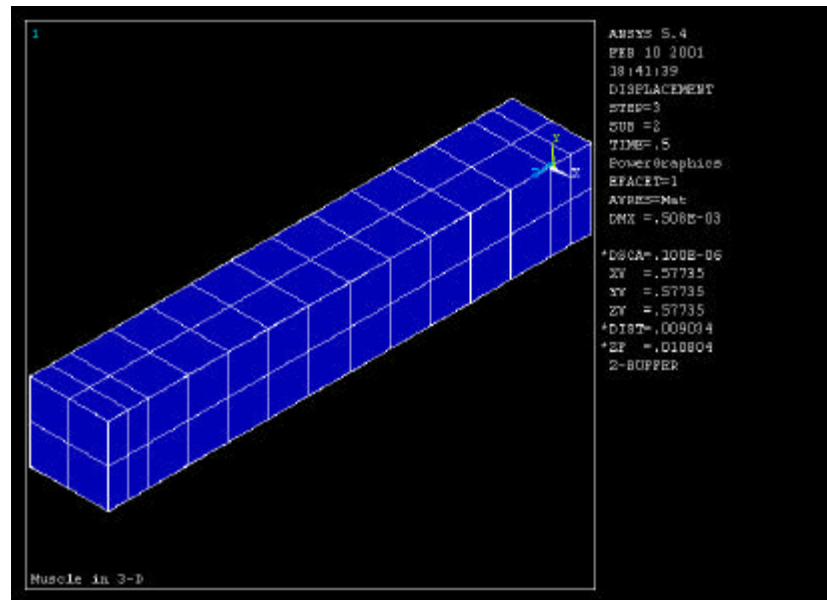 1
ANSYS 5.4
FEB 10 2001
18:41:39
DISPLACEMENT
STEP=3
SUB =2
TIME=.5
PowerGraphics
EFACET=1
AVRES=Mat
DMX =.508E-03
*DSCA=.100E-06
XV =.57735
YV =.57735
ZV =.57735
*DIST=.009034
*ZF =.010804
Z-BUFFER
Y
X
Z
Muscle in 3-D